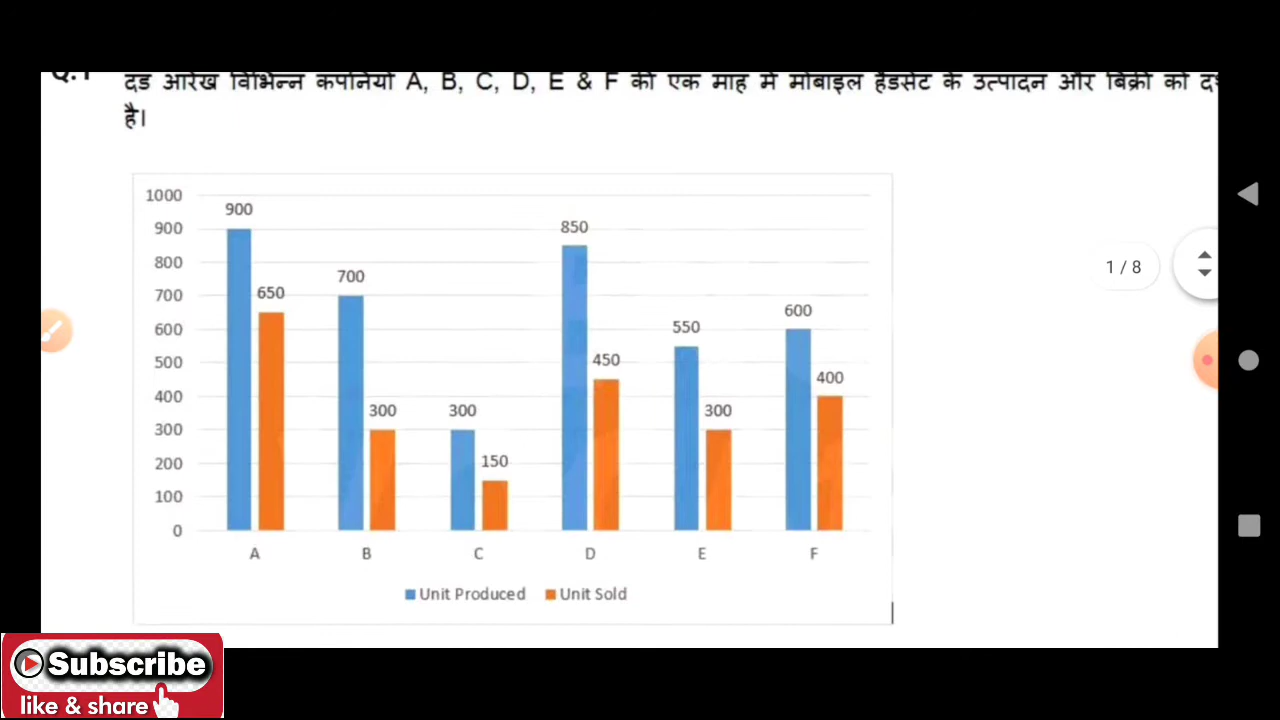 Q.1
दंड आरेख विभिन्न कंपनियों A, B, C, D, E & F की एक माह में मोबाइल हैंडसेट के उत्पादन और बिक्री को
है।
1000
900
800
700
600
500
400
300
200
100
0
900
650
700
300
300
150
850
450
550
300
600
400
A B C D E F
Unit Produced Unit Sold
1 / 8
Subscribe
like & share